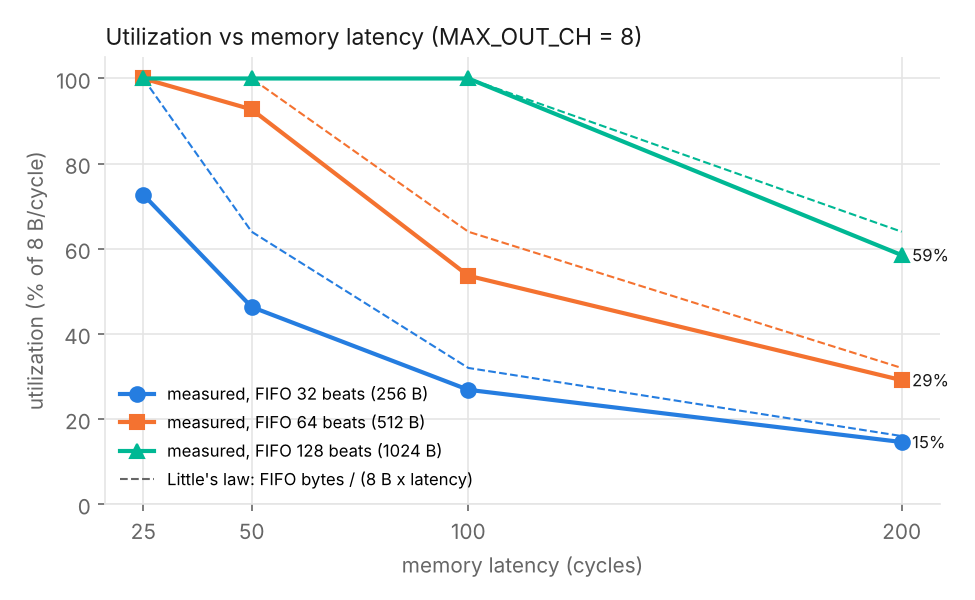 Utilization vs memory latency (MAX_OUT_CH = 8)
utilization (% of 8 B/cycle)
100
80
60
40
20
0
59%
29%
15%
measured, FIFO 32 beats (256 B)
measured, FIFO 64 beats (512 B)
measured, FIFO 128 beats (1024 B)
Little's law: FIFO bytes / (8 B x latency)
25 50 100 200
memory latency (cycles)